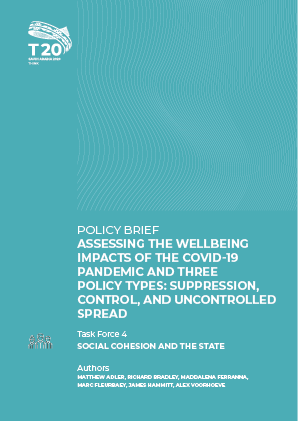 T20
SAUDI ARABIA 2020
POLICY BRIEF
ASSESSING THE WELLBEING
IMPACTS OF THE COVID-19
PANDEMIC AND THREE
POLICY TYPES: SUPPRESSION,
CONTROL, AND UNCONTROLLED
SPREAD
Task Force 4
SOCIAL COHESION AND THE STATE
Authors
MATTHEW ADLER, RICHARD BRADLEY, MADDALENA FERRANNA,
MARC FLEURBAEY, JAMES HAMMITT, ALEX VOORHOEVE